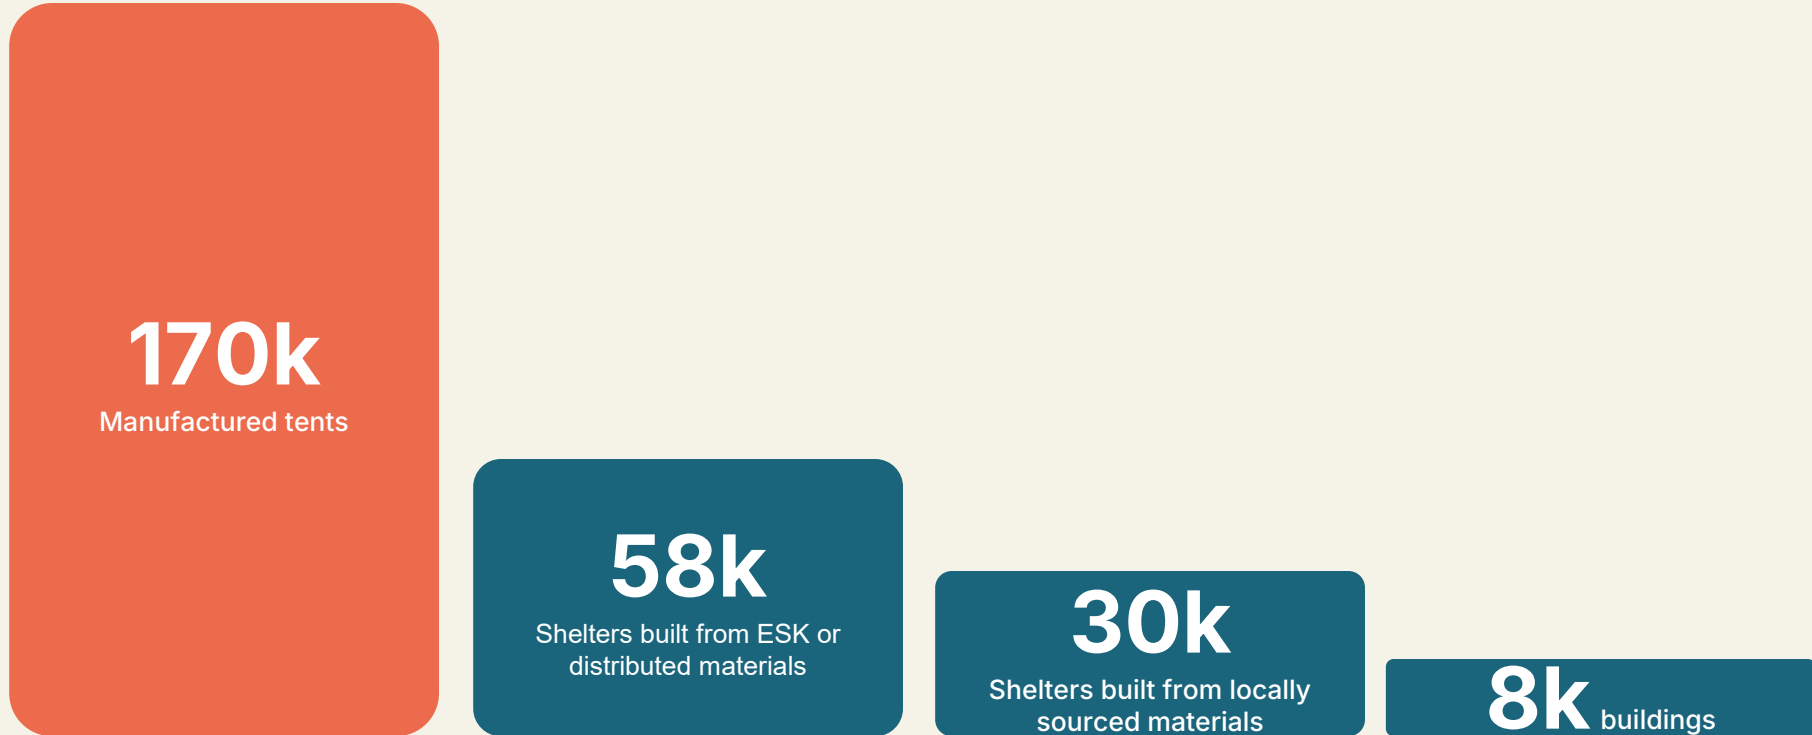 170k
Manufactured tents
58k
Shelters built from ESK or
distributed materials
30k
Shelters built from locally
sourced materials
8k buildings